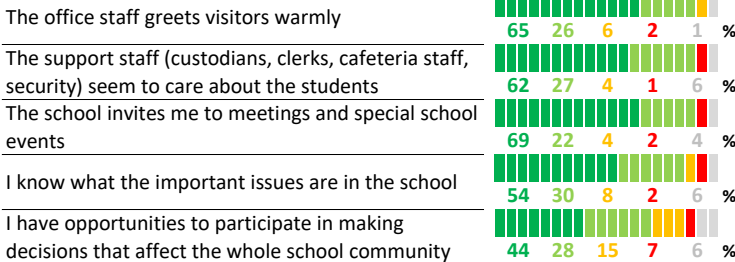 The office staff greets visitors warmly
65 26 6 2 1 %
The support staff (custodians, clerks, cafeteria staff,
security) seem to care about the students
62 27 4 1 6 %
The school invites me to meetings and special school
events
69 22 4 2 4 %
I know what the important issues are in the school
54 30 8 2 6 %
I have opportunities to participate in making
decisions that affect the whole school community
44 28 15 7 6 %